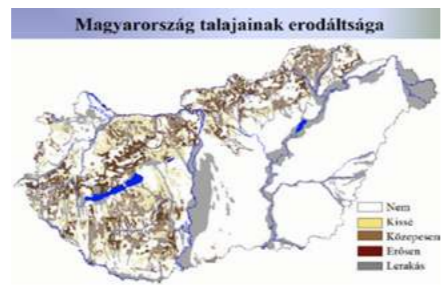 Magyarország talajainak erodáltsága
Nem
Kissé
Közepesen
Erősen
Lerakás